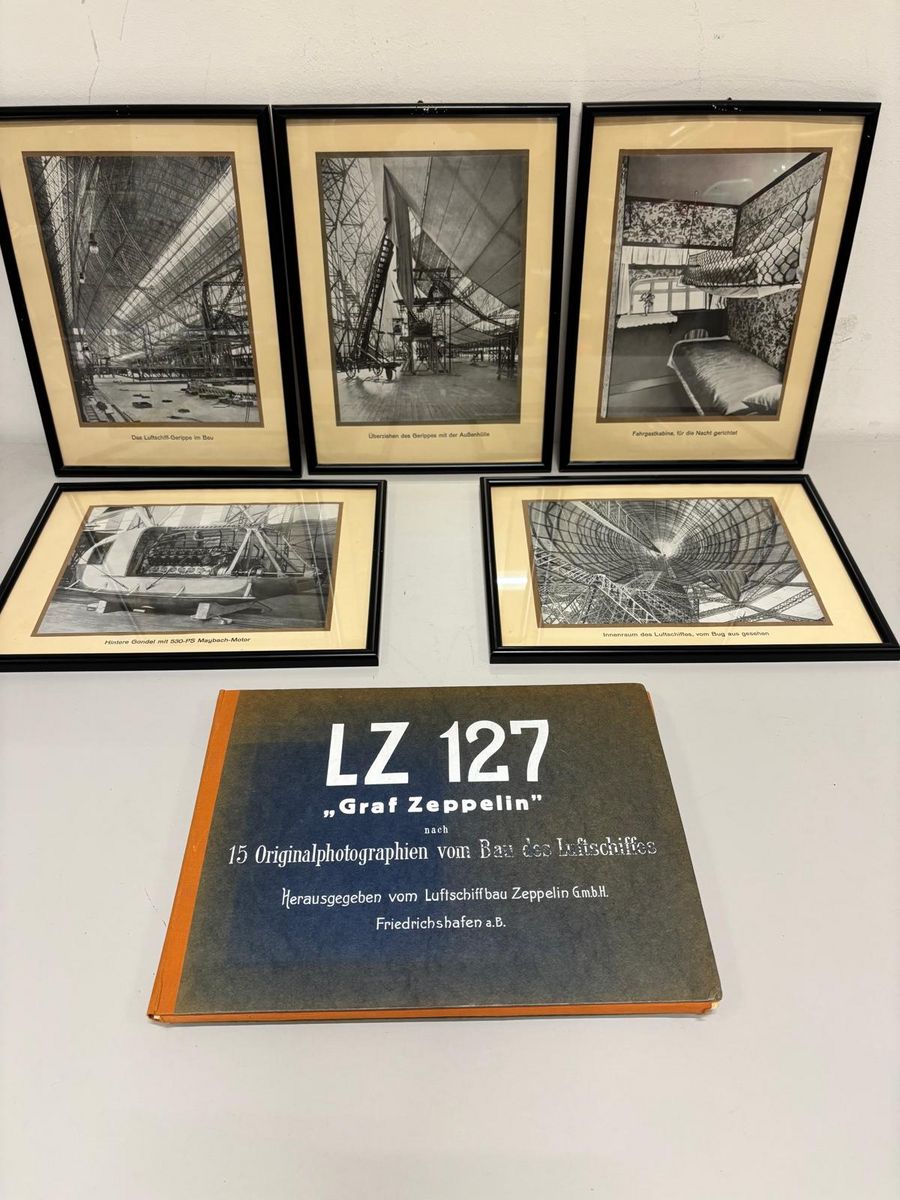 Das Luftschiff-Gerippe im Bau
Überziehen des Gerippes mit der Außenhülle
Fahrgastkabine, für die Nacht gerichtet
Hintere Gondel mit 530-PS Maybach-Motor
Innenraum des Luftschiffes, vom Bug aus gesehen
LZ 127
„Graf Zeppelin”
nach
15 Originalphotographien vom Bau des Luftschiffes
Herausgegeben vom Luftschiffbau Zeppelin G.m.b.H.
Friedrichshafen a.B.